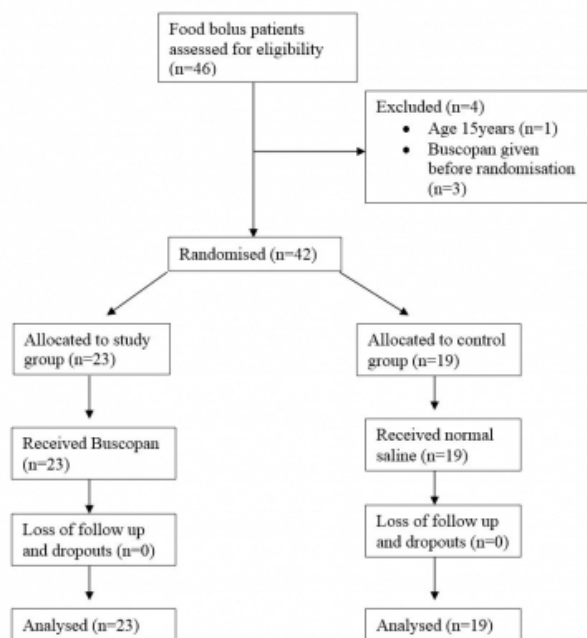 Food bolus patients
assessed for eligibility
(n=46)
Excluded (n=4)
• Age 15years (n=1)
• Buscopan given
before randomisation
(n=3)
Randomised (n=42)
Allocated to study
group (n=23)
Allocated to control
group (n=19)
Received Buscopan
(n=23)
Received normal
saline (n=19)
Loss of follow up
and dropouts (n=0)
Loss of follow up
and dropouts (n=0)
Analysed (n=23)
Analysed (n=19)